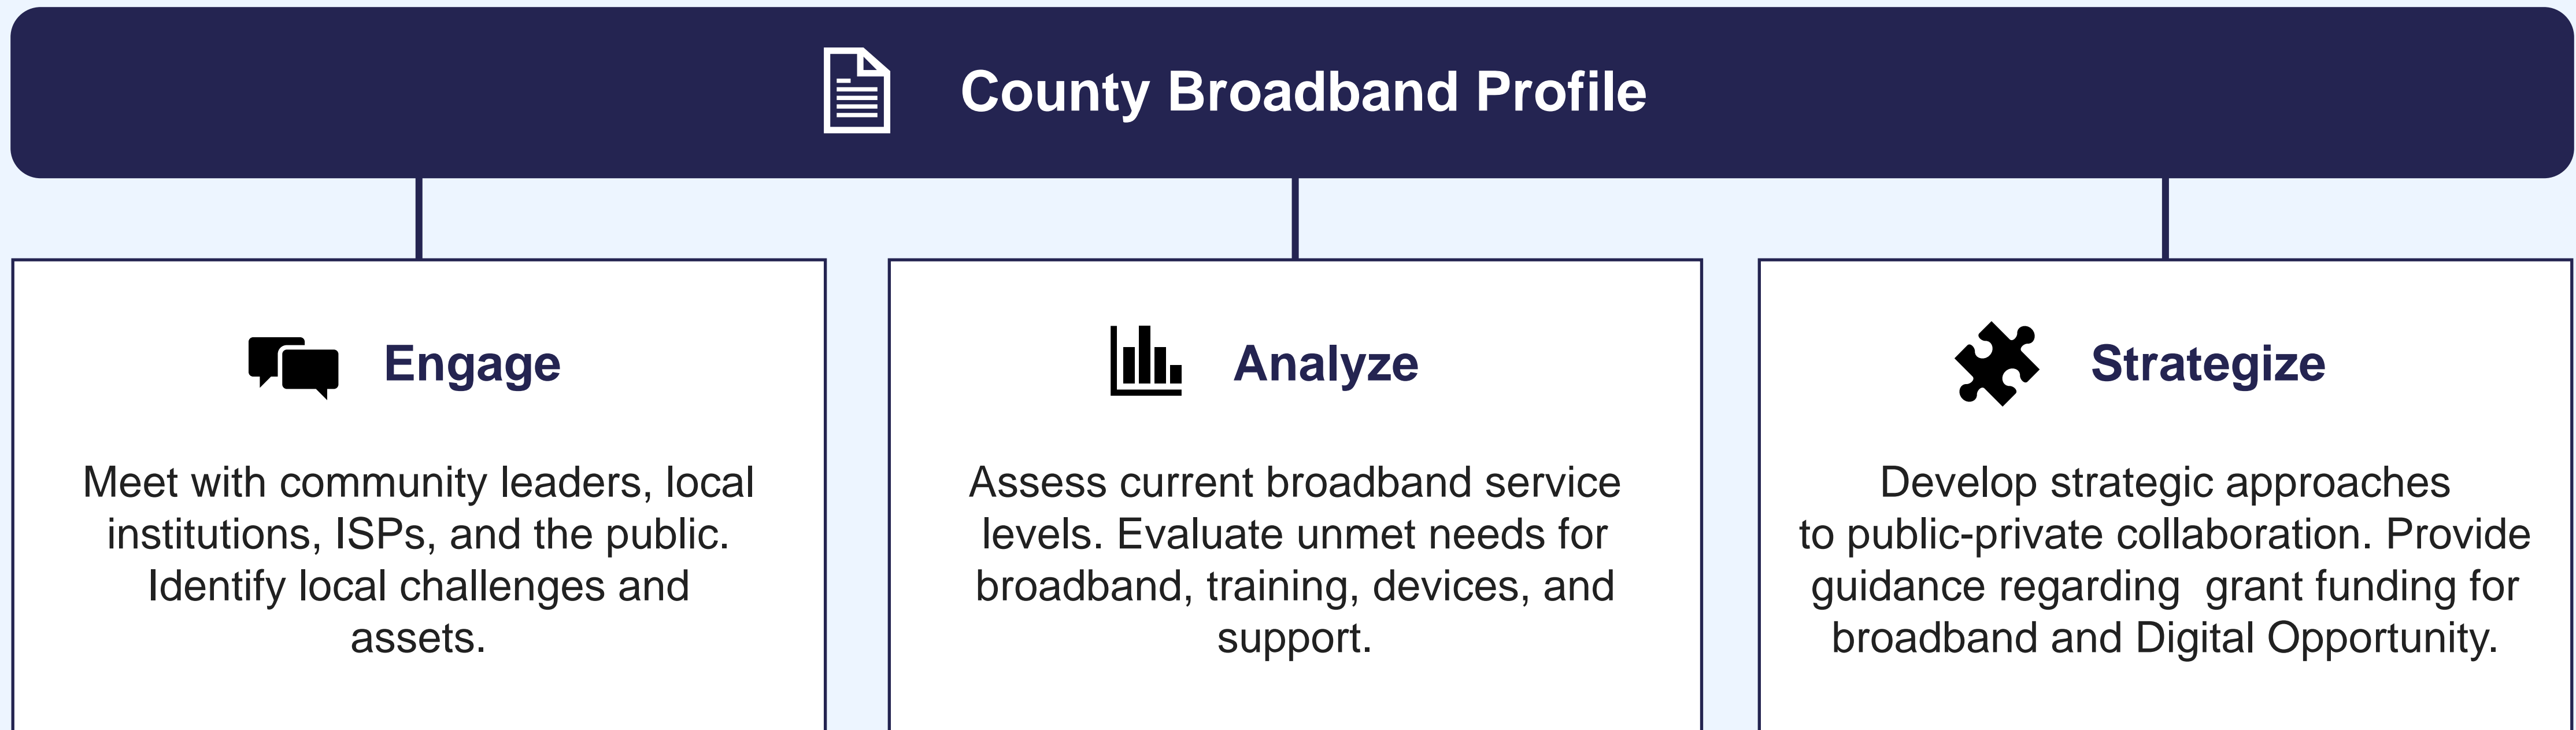 County Broadband Profile
Engage
Meet with community leaders, local
institutions, ISPs, and the public.
Identify local challenges and
assets.
Analyze
Assess current broadband service
levels. Evaluate unmet needs for
broadband, training, devices, and
support.
Strategize
Develop strategic approaches
to public-private collaboration. Provide
guidance regarding  grant funding for
broadband and Digital Opportunity.